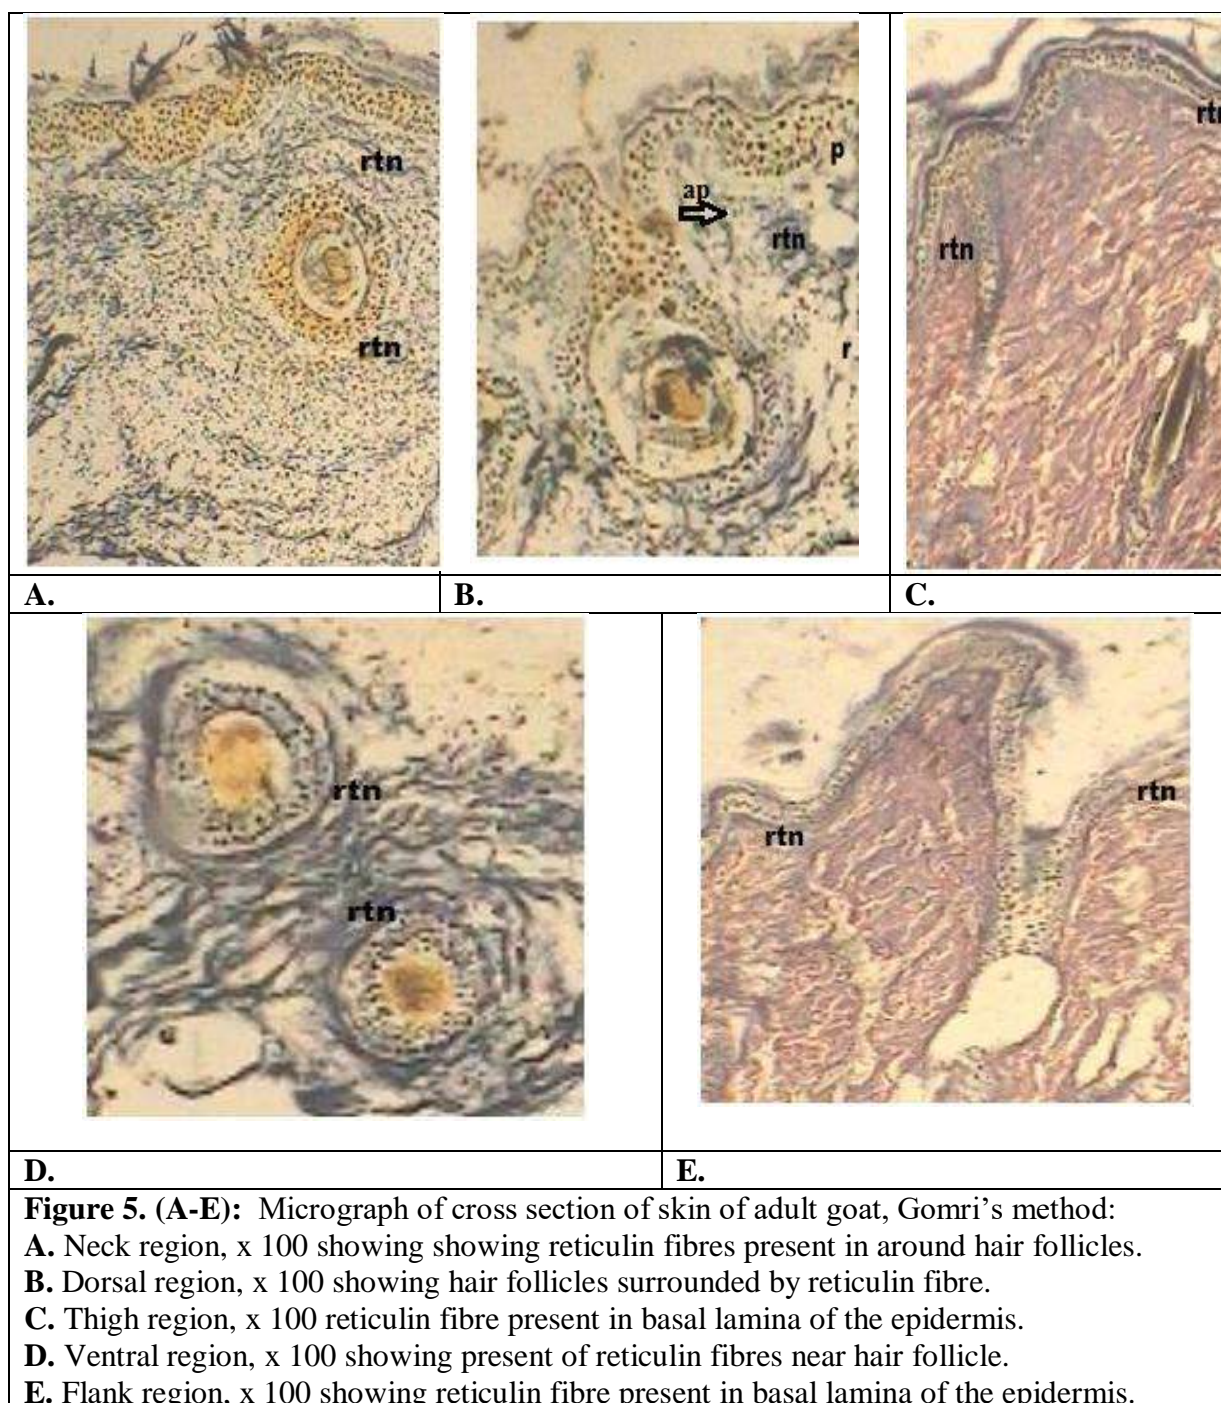 rtn
rtn
p
ap
rtn
r
rtn
A.
B.
C.
rtn
rtn
rtn
rtn
D.
E.
Figure 5. (A-E): Micrograph of cross section of skin of adult goat, Gomri’s method:
A. Neck region, x 100 showing showing reticulin fibres present in around hair follicles.
B. Dorsal region, x 100 showing hair follicles surrounded by reticulin fibre.
C. Thigh region, x 100 reticulin fibre present in basal lamina of the epidermis.
D. Ventral region, x 100 showing present of reticulin fibres near hair follicle.
E. Flank region, x 100 showing reticulin fibre present in basal lamina of the epidermis.